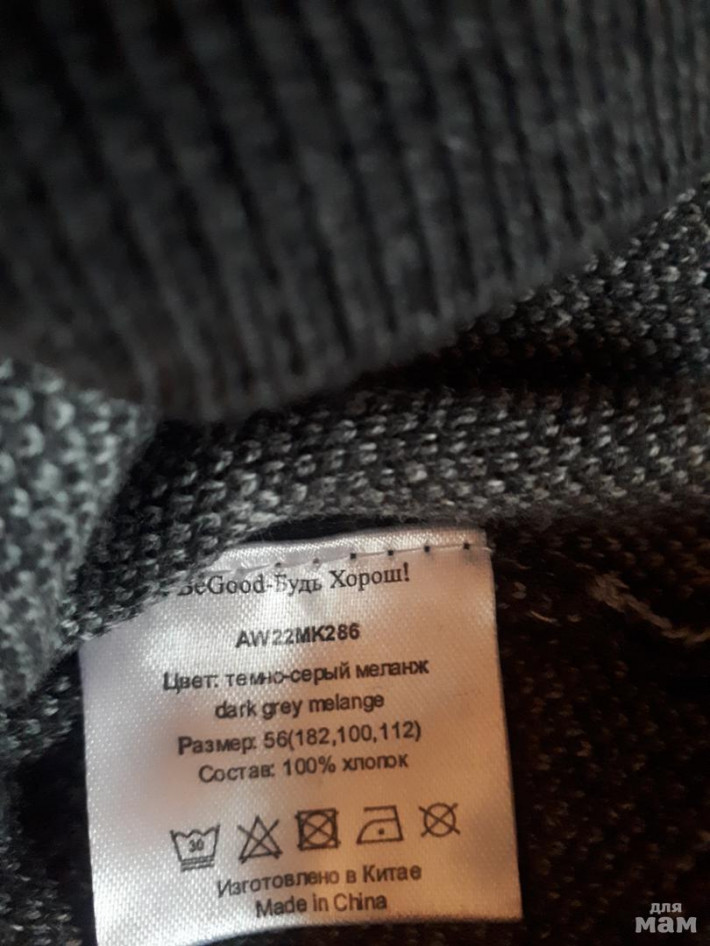 BeGood-Будь Хорош!
AW22MK286
Цвет: темно-серый меланж
dark grey melange
Размер: 56(182,100,112)
Состав: 100% хлопок
30
Изготовлено в Китае
Made in China
для
мам